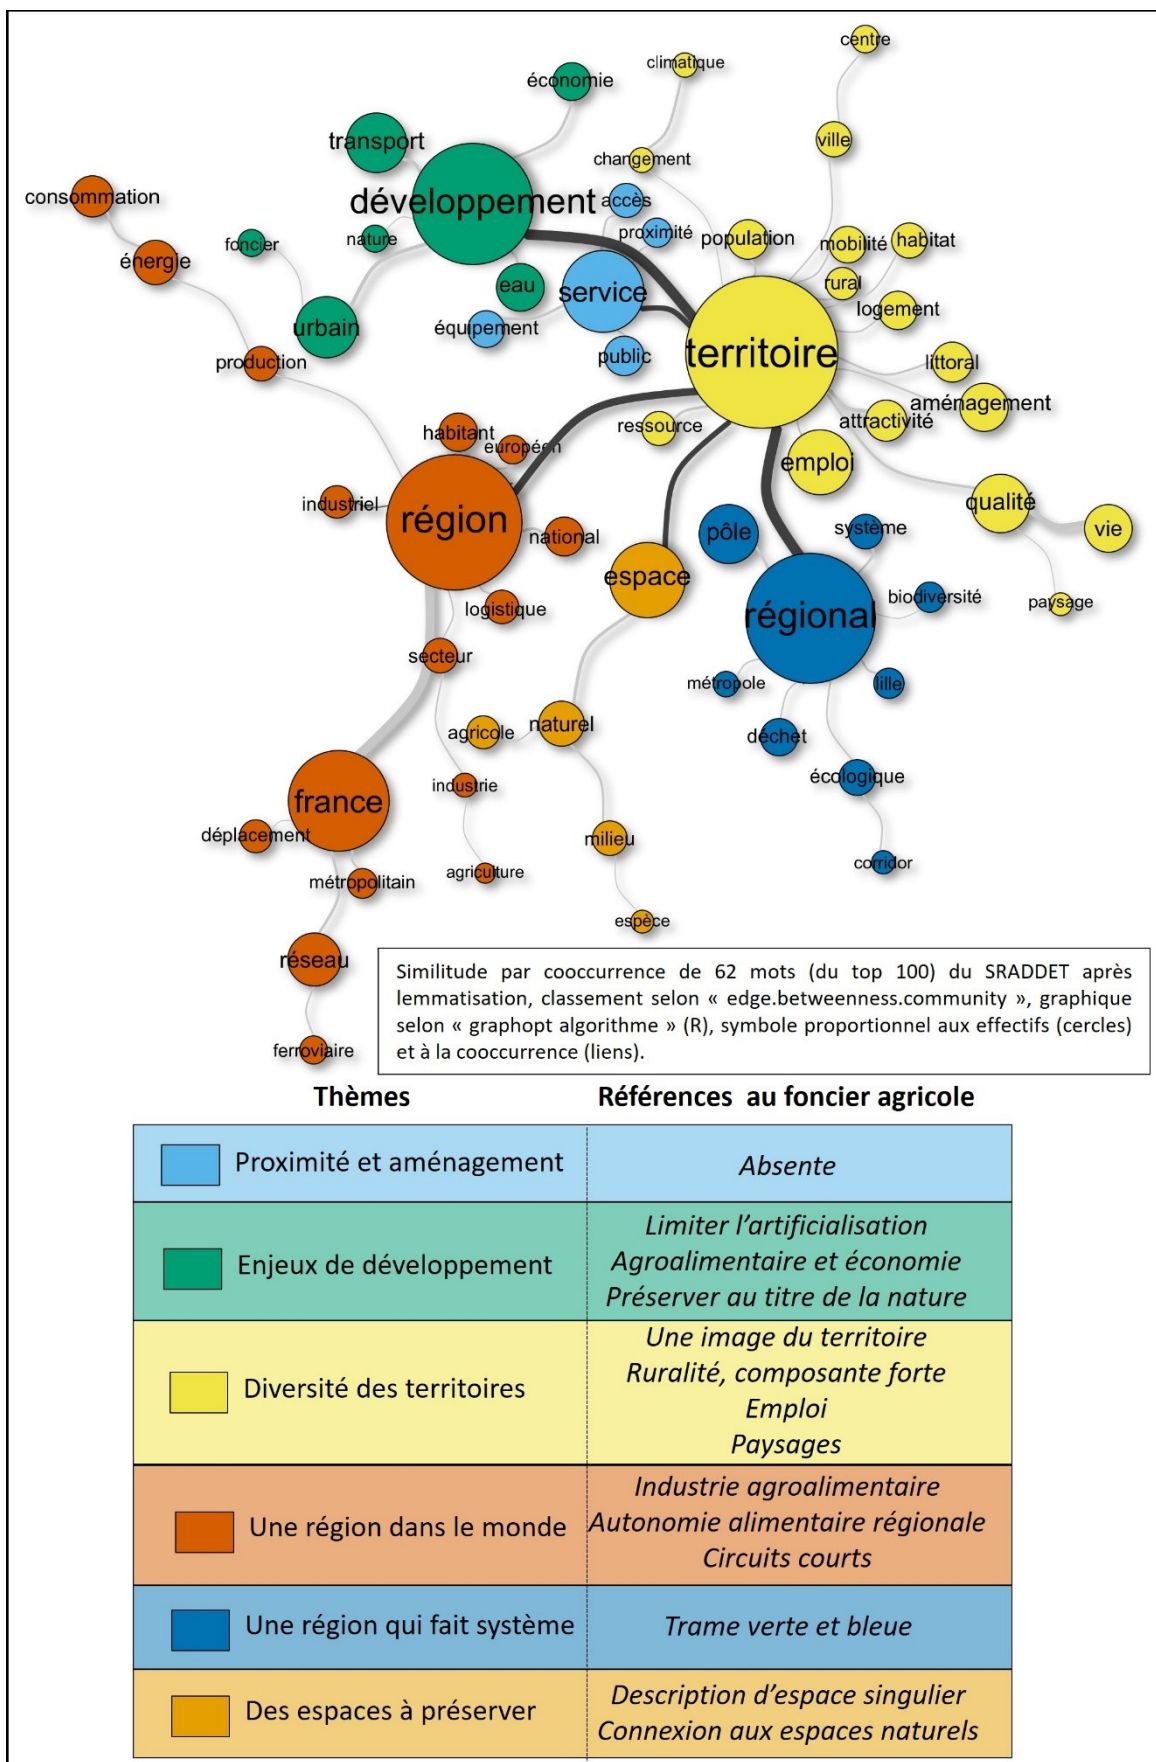 centre
climatique
économie
transport
ville
changement
développement
consommation
accès
proximité
population
mobilité
habitat
foncier
nature
énergie
eau
service
rural
logement
urbain
équipement
territoire
production
public
littoral
aménagement
attractivité
ressource
habitant
européen
emploi
industriel
région
qualité
vie
national
pôle
système
espace
biodiversité
paysage
logistique
régional
secteur
métropole
lille
agricole
naturel
déchet
écologique
industrie
france
déplacement
milieu
corridor
métropolitain
agriculture
espèce
réseau
ferroviaire
Similitude par cooccurrence de 62 mots (du top 100) du SRADDET après
lemmatisation, classement selon « edge.betweenness.community », graphique
selon « graphopt algorithme » (R), symbole proportionnel aux effectifs (cercles)
et à la cooccurrence (liens).
Thèmes
Références au foncier agricole
Proximité et aménagement
Absente
Enjeux de développement
Limiter l’artificialisation
Agroalimentaire et économie
Préserver au titre de la nature
Diversité des territoires
Une image du territoire
Ruralité, composante forte
Emploi
Paysages
Une région dans le monde
Industrie agroalimentaire
Autonomie alimentaire régionale
Circuits courts
Une région qui fait système
Trame verte et bleue
Des espaces à préserver
Description d’espace singulier
Connexion aux espaces naturels